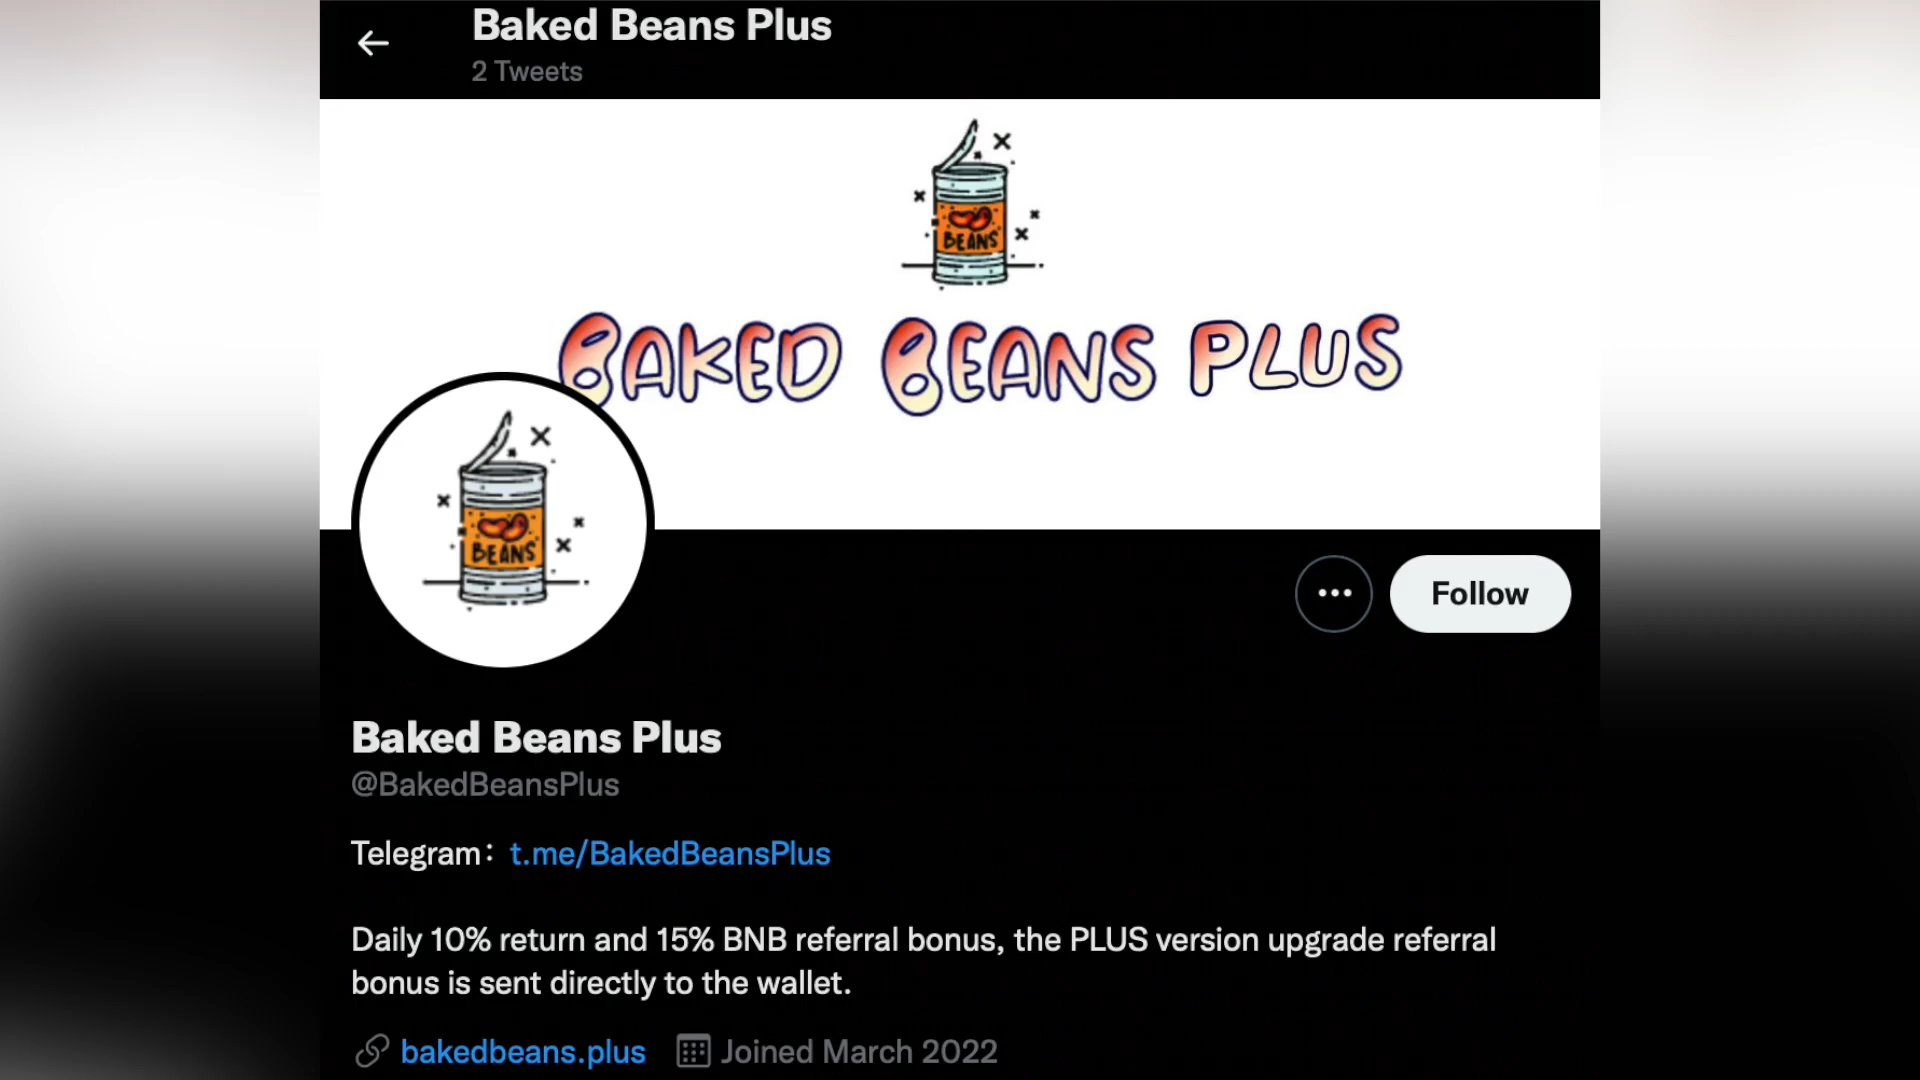 Baked Beans Plus
2 Tweets
BEANS
BAKED BEANS PLUS
BEANS
Follow
Baked Beans Plus
@BakedBeansPlus
Telegram： t.me/BakedBeansPlus
Daily 10% return and 15% BNB referral bonus, the PLUS version upgrade referral
bonus is sent directly to the wallet.
bakedbeans.plus Joined March 2022